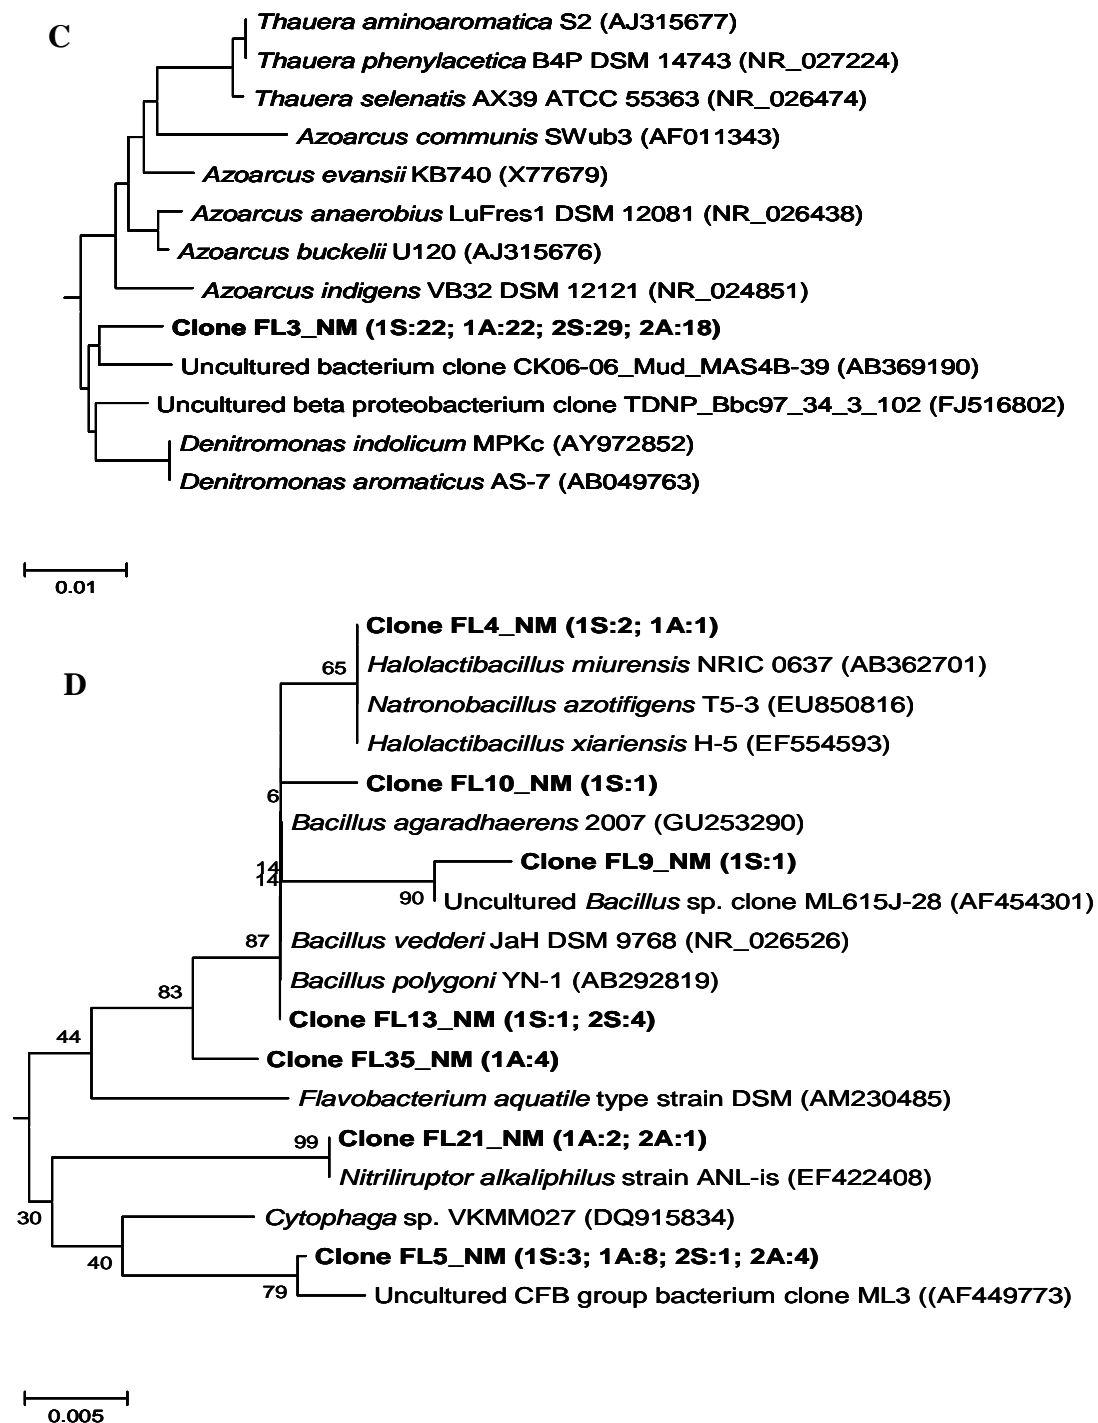 C
Thauera aminoaromatica S2 (AJ315677)
Thauera phenylacetica B4P DSM 14743 (NR_027224)
Thauera selenatis AX39 ATCC 55363 (NR_026474)
Azoarcus communis SWub3 (AF011343)
Azoarcus evansii KB740 (X77679)
Azoarcus anaerobius LuFres1 DSM 12081 (NR_026438)
Azoarcus buckelii U120 (AJ315676)
Azoarcus indigens VB32 DSM 12121 (NR_024851)
Clone FL3_NM (1S:22; 1A:22; 2S:29; 2A:18)
Uncultured bacterium clone CK06-06_Mud_MAS4B-39 (AB369190)
Uncultured beta proteobacterium clone TDNP_Bbc97_34_3_102 (FJ516802)
Denitromonas indolicum MPKc (AY972852)
Denitromonas aromaticus AS-7 (AB049763)
0.01
D
Clone FL4_NM (1S:2; 1A:1)
65 Halolactibacillus miurensis NRIC 0637 (AB362701)
Natronobacillus azotifigens T5-3 (EU850816)
Halolactibacillus xiariensis H-5 (EF554593)
Clone FL10_NM (1S:1)
6
Bacillus agaradhaerens 2007 (GU253290)
14
Clone FL9_NM (1S:1)
14
90 Uncultured Bacillus sp. clone ML615J-28 (AF454301)
87 Bacillus vedderi JaH DSM 9768 (NR_026526)
Bacillus polygoni YN-1 (AB292819)
83
Clone FL13_NM (1S:1; 2S:4)
44
Clone FL35_NM (1A:4)
Flavobacterium aquatile type strain DSM (AM230485)
99 Clone FL21_NM (1A:2; 2A:1)
Nitriliruptor alkaliphilus strain ANL-is (EF422408)
30 Cytophaga sp. VKMM027 (DQ915834)
40 Clone FL5_NM (1S:3; 1A:8; 2S:1; 2A:4)
79 Uncultured CFB group bacterium clone ML3 ((AF449773)
0.005